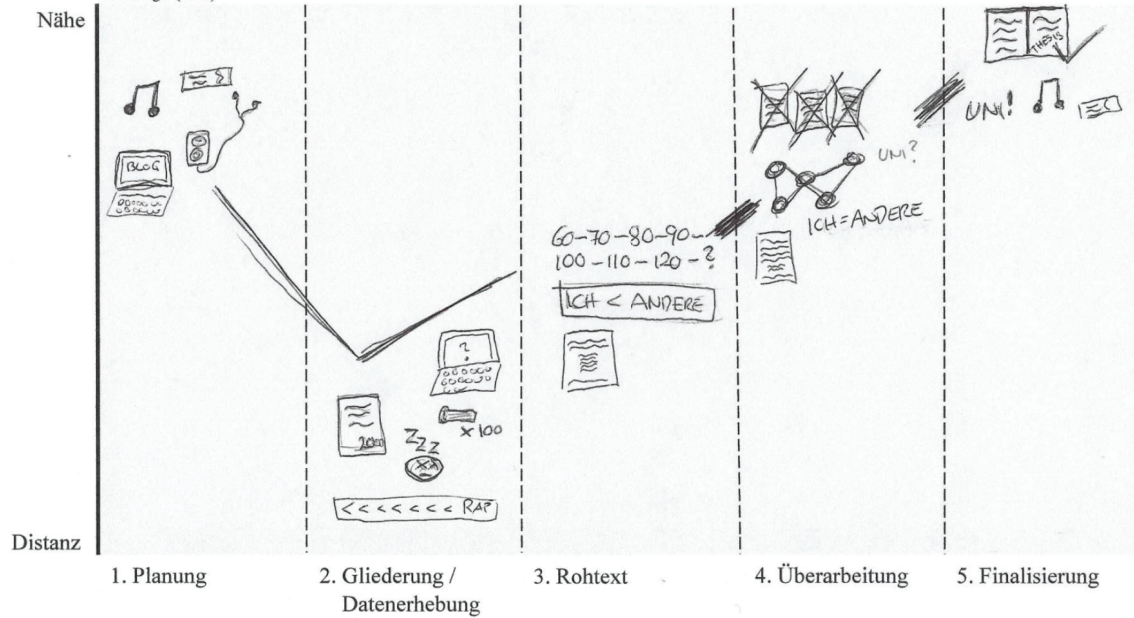 Nähe
BLOG
UNI?
ICH=ANDERE
UNI!
THESIS
60-70-80-90-
100-110-120-?
ICH < ANDERE
?
x 100
ZZZ
<<<<<<< RAP
Distanz
1. Planung
2. Gliederung /
Datenerhebung
3. Rohtext
4. Überarbeitung
5. Finalisierung